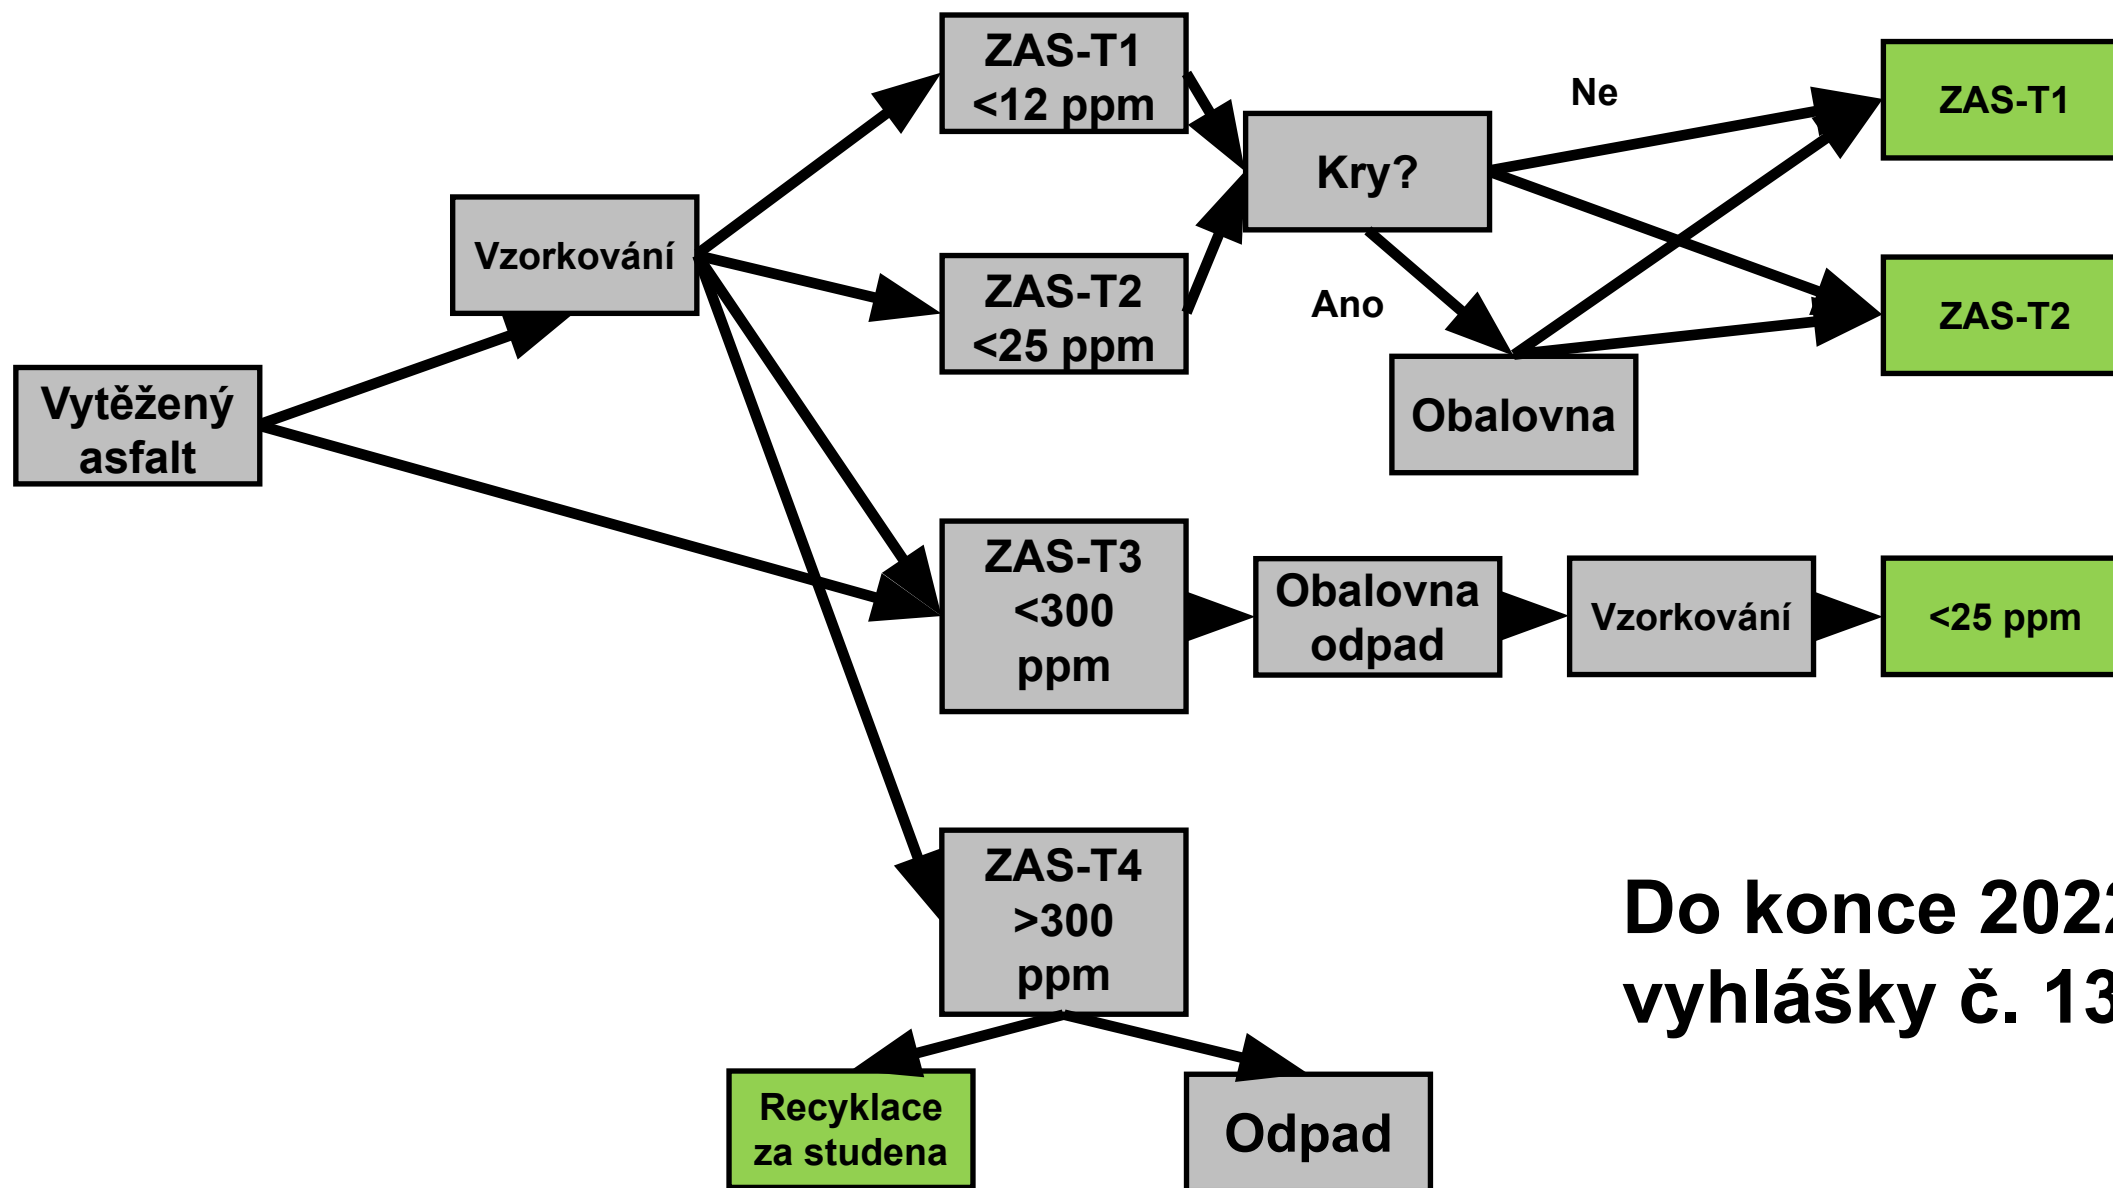 Vytěžený
asfalt
Vzorkování
ZAS-T1
<12 ppm
ZAS-T2
<25 ppm
ZAS-T3
<300
ppm
ZAS-T4
>300
ppm
Kry?
Ne
Ano
Obalovna
ZAS-T1
ZAS-T2
Obalovna
odpad
Vzorkování
<25 ppm
Recyklace
za studena
Odpad
Do konce 2022
vyhlášky č. 13